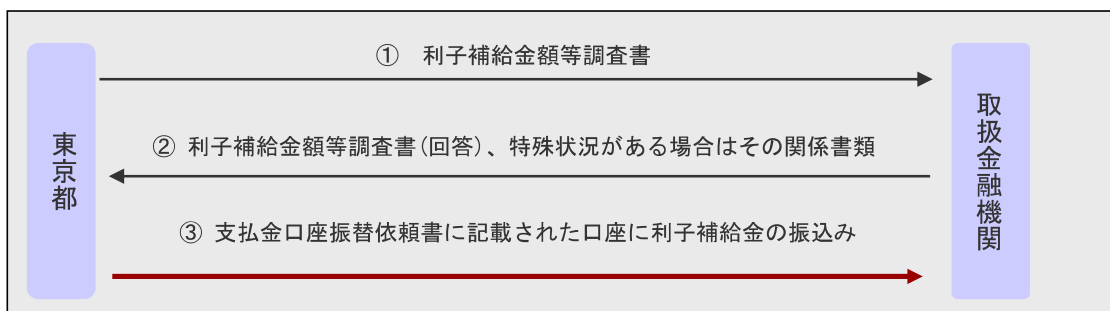 ① 利子補給金額等調査書
東京都
② 利子補給金額等調査書(回答)、特殊状況がある場合はその関係書類
取扱金融機関
③ 支払金口座振替依頼書に記載された口座に利子補給金の振込み